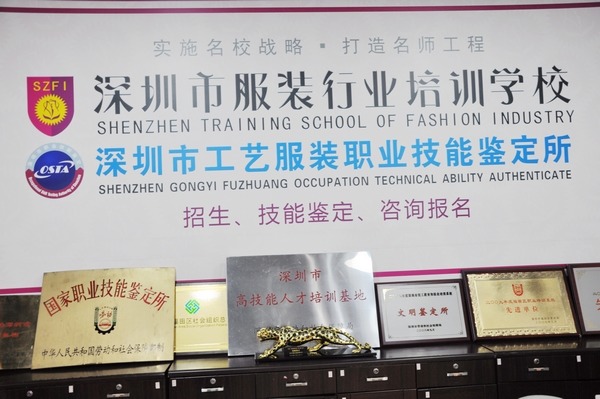 实施名校战略·打造名师工程
SZFI
深圳市服装行业培训学校
SHENZHEN TRAINING SCHOOL OF FASHION INDUSTRY
OSTA
深圳市工艺服装职业技能鉴定所
SHENZHEN GONGYI FUZHUANG OCCUPATION TECHNICAL ABILITY AUTHENTICATE
招生、技能鉴定、咨询报名
国家职业技能鉴定所
中华人民共和国劳动和社会保障部制
深圳市
高技能人才培训基地
文明鉴定所
先进单位